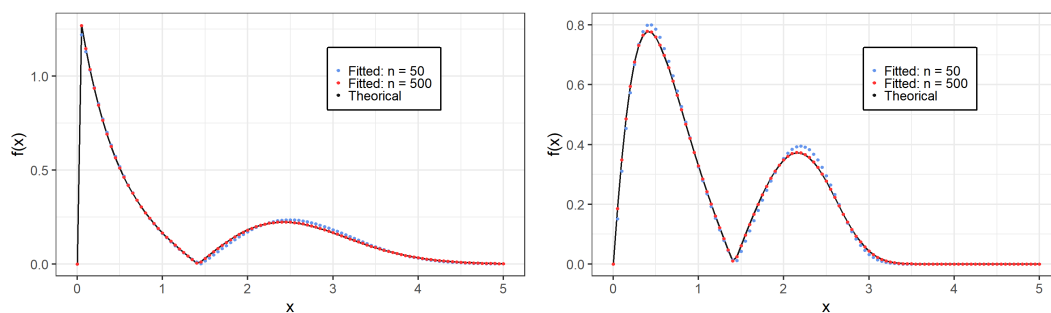 f(x)
1.0
0.5
0.0
Fitted: n = 50
Fitted: n = 500
Theorical
0 1 2 3 4 5
x
f(x)
0.8
0.6
0.4
0.2
0.0
Fitted: n = 50
Fitted: n = 500
Theorical
0 1 2 3 4 5
x